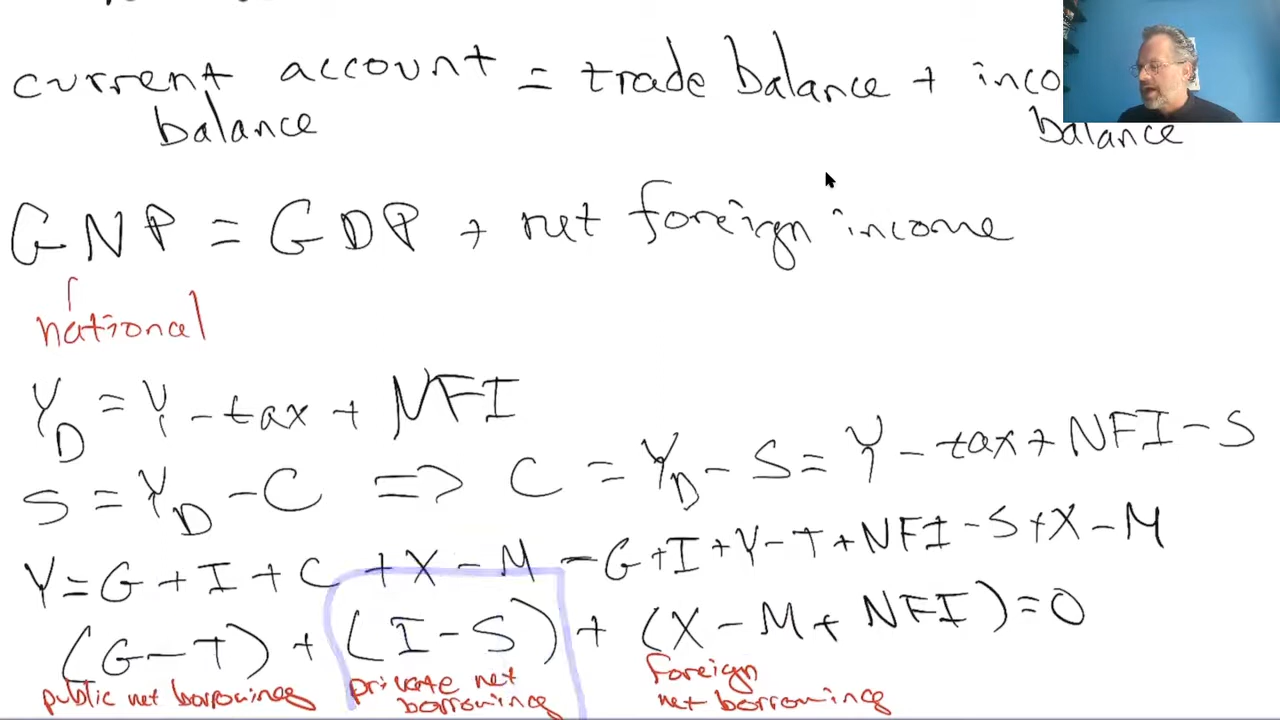 current account = trade balance +
balance balance
GNP = GDP + net foreign income
national
Y_D = Y - tax + NFI
S = Y_D - C => C = Y_D - S = Y - tax + NFI - S
Y = G + I + C + X - M = G + I + Y - T + NFI - S + X - M
(G - T) + (I - S) + (X - M + NFI) = 0
public net borrowing private net borrowing foreign net borrowing